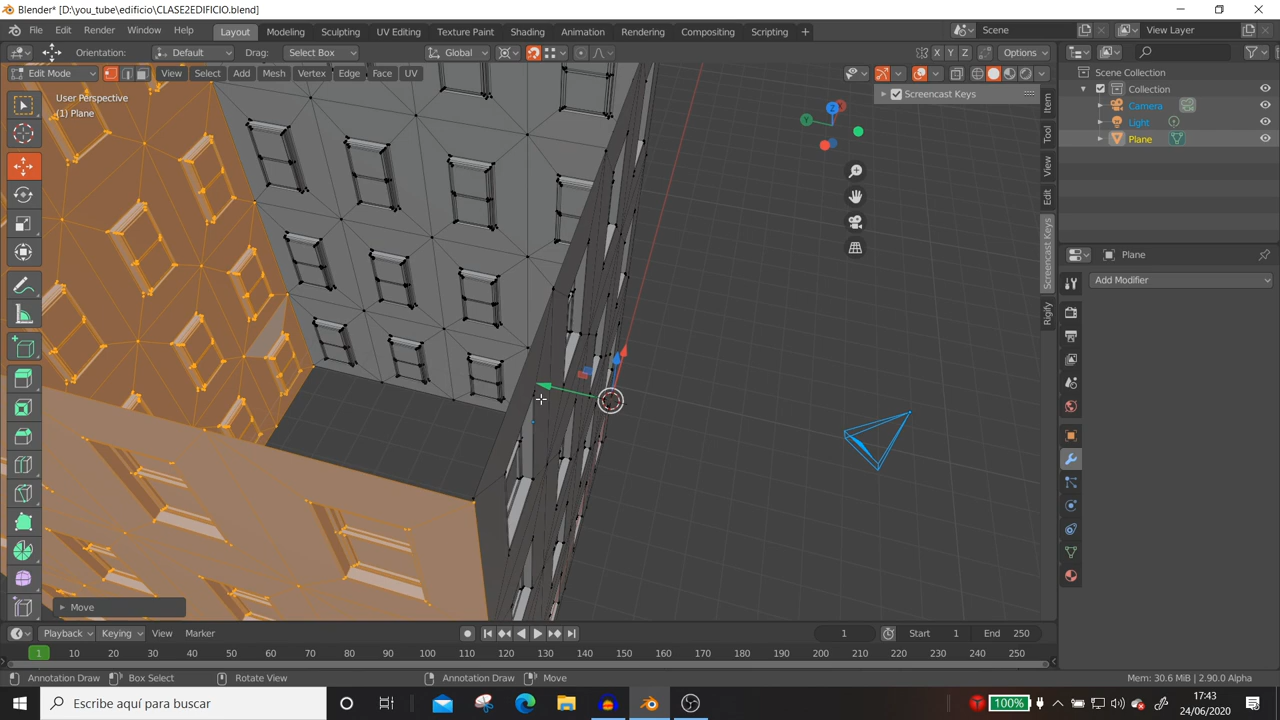 Blender* [D:\you_tube\edificio\CLASE2EDIFICIO.blend]
File Edit Render Window Help Layout Modeling Sculpting UV Editing Texture Paint Shading Animation Rendering Compositing Scripting + Scene View Layer
Orientation: Default Drag: Select Box Global X Y Z Options
Edit Mode View Select Add Mesh Vertex Edge Face UV
User Perspective
(1) Plane
Screencast Keys
Z
Y
Item
Tool
View
Edit
Screencast Keys
Rigify
Scene Collection
Collection
Camera
Light
Plane
Plane
Add Modifier
Move
Playback Keying View Marker 1 Start 1 End 250
1 10 20 30 40 50 60 70 80 90 100 110 120 130 140 150 160 170 180 190 200 210 220 230 240 250
Annotation Draw Box Select Rotate View Annotation Draw Move Mem: 30.6 MiB | 2.90.0 Alpha
Escribe aquí para buscar
100%
17:43
24/06/2020